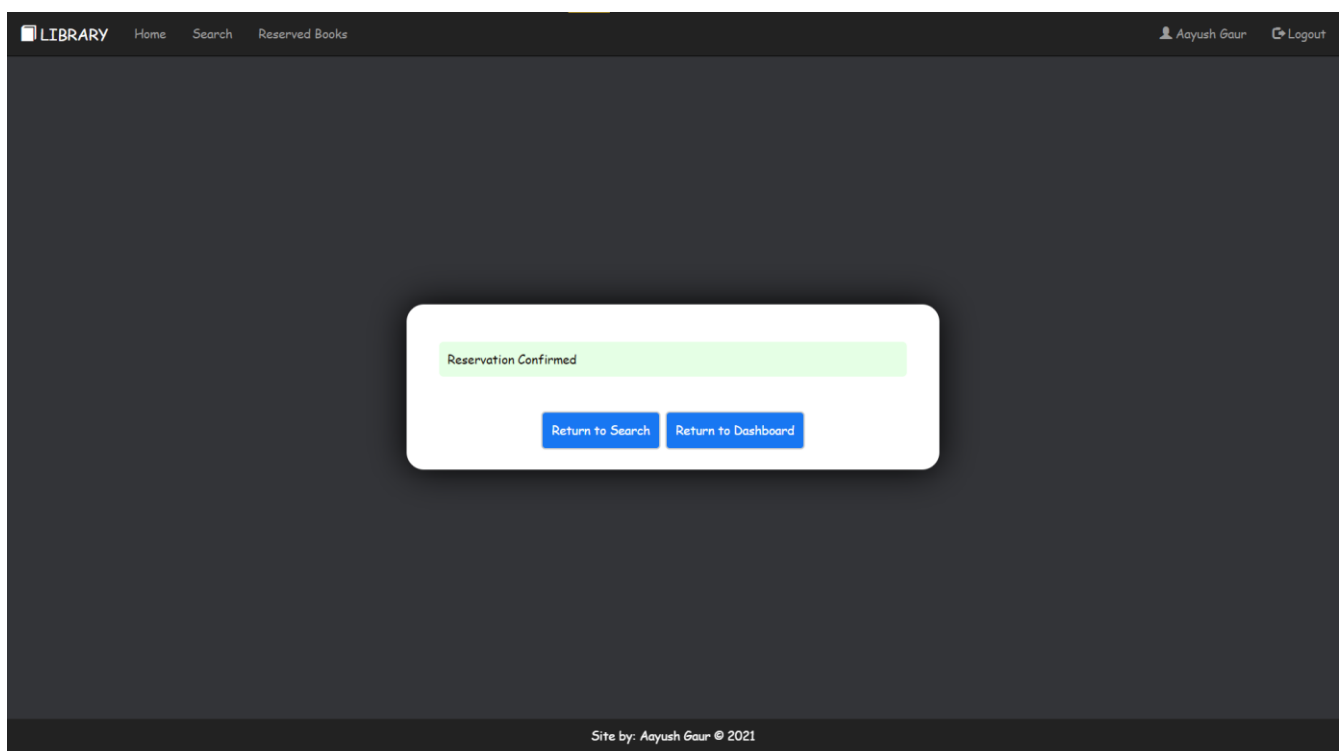 LIBRARY Home Search Reserved Books Aayush Gaur Logout
Reservation Confirmed
Return to Search Return to Dashboard
Site by: Aayush Gaur © 2021